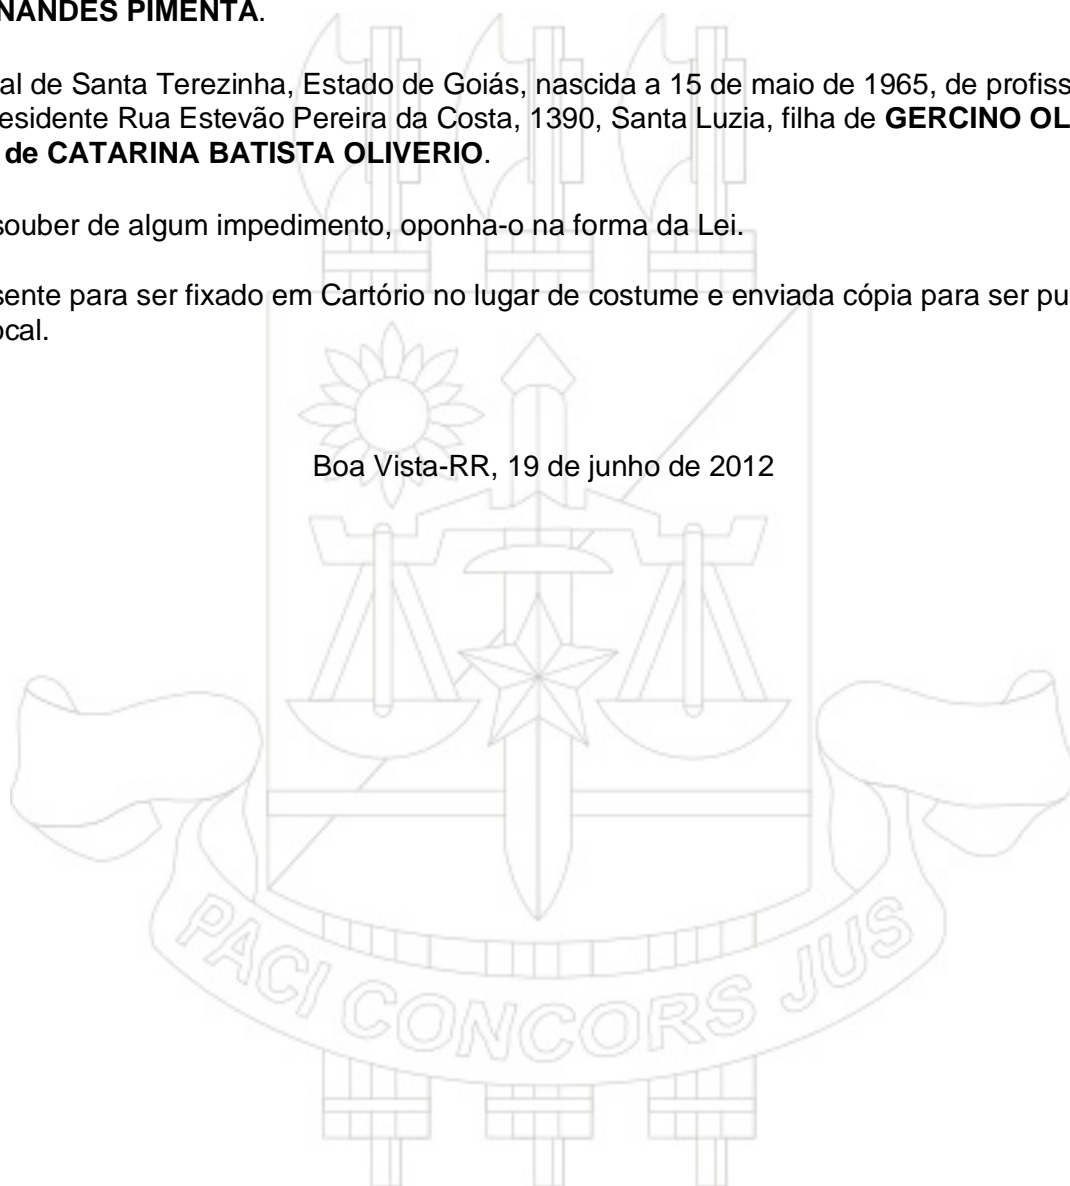 NANDES PIMENTA.
al de Santa Terezinha, Estado de Goiás, nascida a 15 de maio de 1965, de profiss
esidente Rua Estevão Pereira da Costa, 1390, Santa Luzia, filha de GERCINO OL
de CATARINA BATISTA OLIVERIO.
souber de algum impedimento, oponha-o na forma da Lei.
sente para ser fixado em Cartório no lugar de costume e enviada cópia para ser pu
ocal.
Boa Vista-RR, 19 de junho de 2012
PACI CONCORS JUS